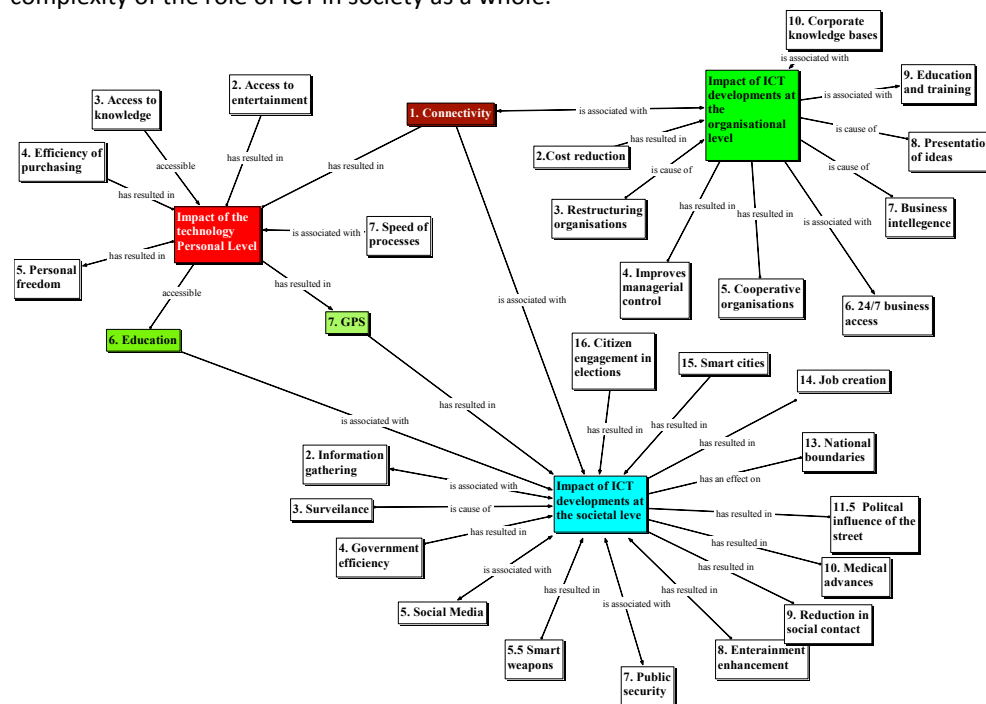 complexity of the role of ICT in society as a whole.
10. Corporate
knowledge bases
is associated with
Impact of ICT
developments at
the
organisational
level
9. Education
and training
is associated with
is cause of
8. Presentation
of ideas
is cause of
7. Business
intellegence
is associated with
6. 24/7 business
access
has resulted in
5. Cooperative
organisations
has resulted in
4. Improves
managerial
control
is cause of
3. Restructuring
organisations
has resulted in
2.Cost reduction
is associated with
1. Connectivity
has resulted in
is associated with
2. Access to
entertainment
has resulted in
3. Access to
knowledge
accessible
4. Efficiency of
purchasing
has resulted in
Impact of the
technology
Personal Level
is associated with
7. Speed of
processes
has resulted in
5. Personal
freedom
accessible
6. Education
has resulted in
7. GPS
is associated with
has resulted in
16. Citizen
engagement in
elections
has resulted in
15. Smart cities
has resulted in
14. Job creation
has resulted in
13. National
boundaries
has an effect on
Impact of ICT
developments at
the societal leve
has resulted in
11.5 Politcal
influence of the
street
has resulted in
10. Medical
advances
has resulted in
9. Reduction in
social contact
has resulted in
8. Enterainment
enhancement
is associated with
7. Public
security
has resulted in
5.5 Smart
weapons
is associated with
5. Social Media
has resulted in
4. Government
efficiency
is cause of
3. Surveilance
is associated with
2. Information
gathering